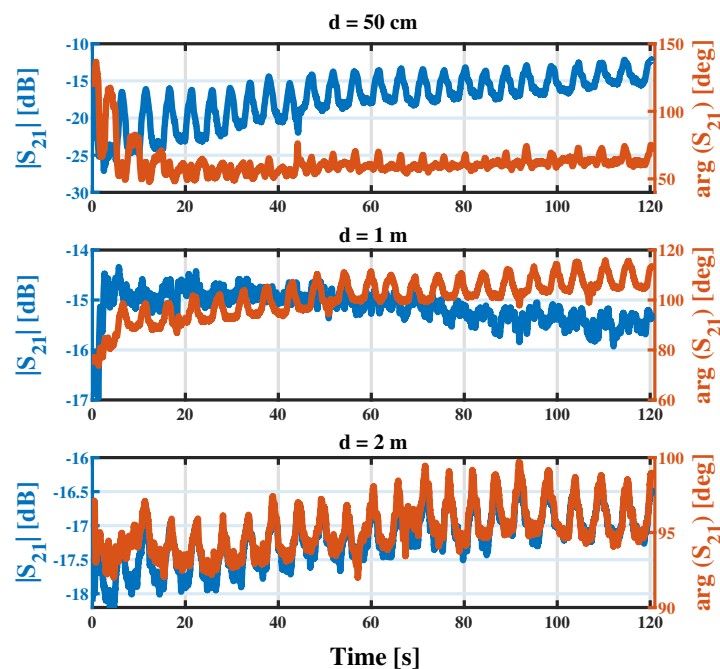 d = 50 cm
|S21| [dB]
-10
-15
-20
-25
-30
150
100
50
arg (S21) [deg]
0 20 40 60 80 100 120
d = 1 m
|S21| [dB]
-14
-15
-16
-17
120
100
80
60
arg (S21) [deg]
0 20 40 60 80 100 120
d = 2 m
|S21| [dB]
-16
-16.5
-17
-17.5
-18
100
95
90
arg (S21) [deg]
0 20 40 60 80 100 120
Time [s]